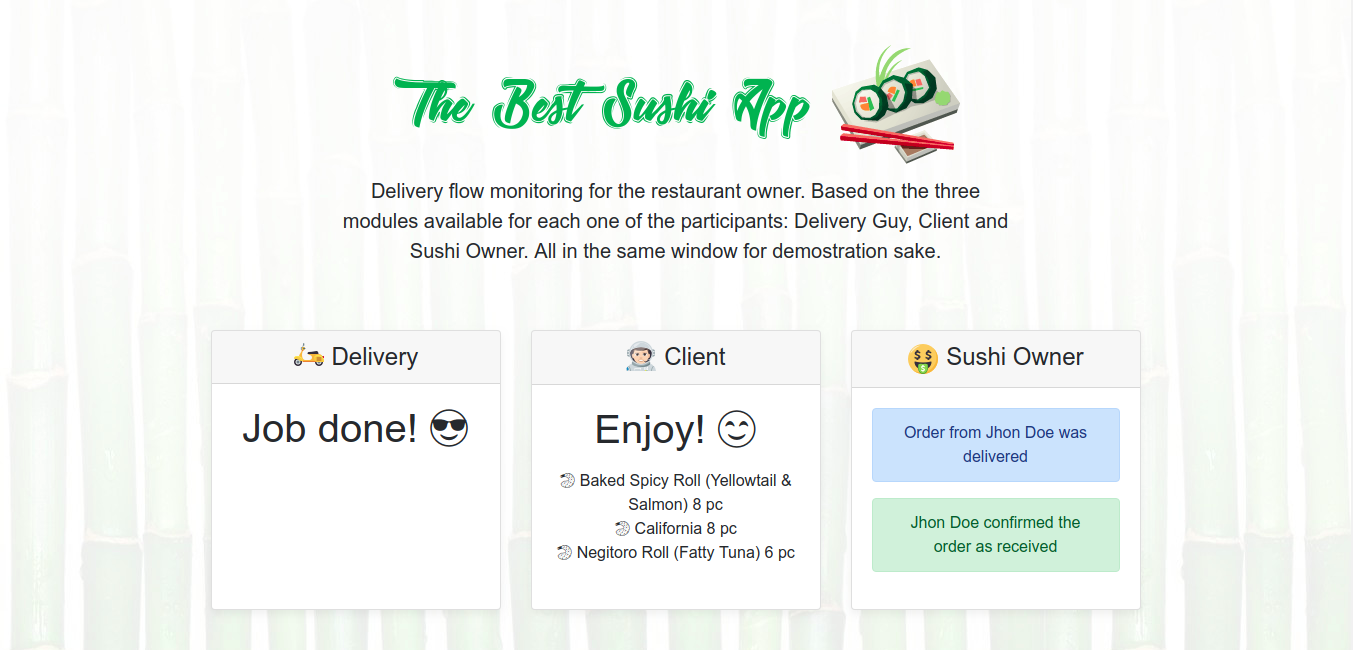 The Best Sushi App
Delivery flow monitoring for the restaurant owner. Based on the three
modules available for each one of the participants: Delivery Guy, Client and
Sushi Owner. All in the same window for demostration sake.
Delivery
Job done! 😎
Client
Enjoy! 😊
Baked Spicy Roll (Yellowtail &
Salmon) 8 pc
California 8 pc
Negitoro Roll (Fatty Tuna) 6 pc
Sushi Owner
Order from Jhon Doe was
delivered
Jhon Doe confirmed the
order as received